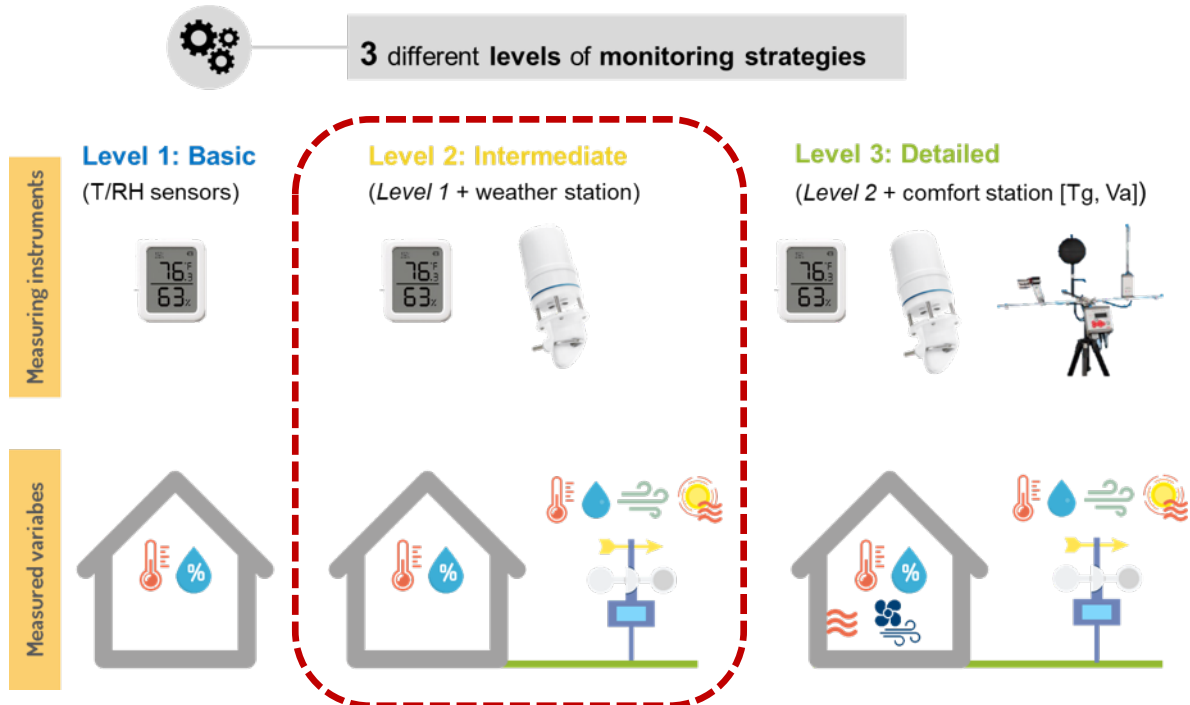 3 different levels of monitoring strategies
Level 1: Basic
(T/RH sensors)
Level 2: Intermediate
(Level 1 + weather station)
Level 3: Detailed
(Level 2 + comfort station [Tg, Va])
Measuring instruments
76.3 °F
63%
76.3 °F
63%
76.3 °F
63%
Measured variabes
%
%
%